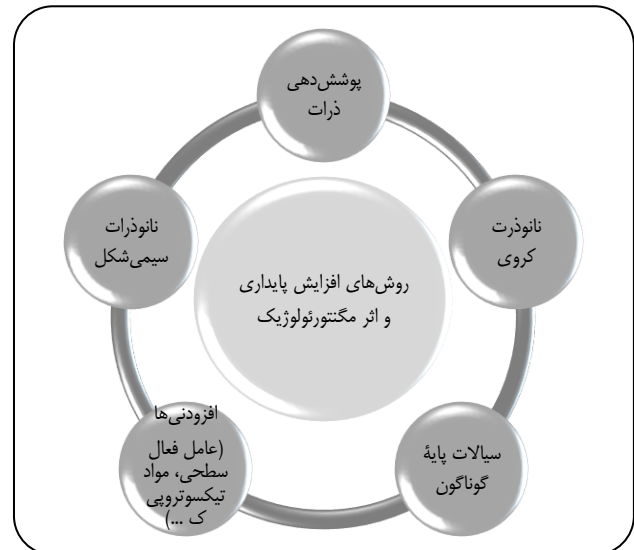 پوشش‌دهی
ذرات
نانوذرت
کروی
سیالات پایۀ
گوناگون
افزودنی‌ها
(عامل فعال
سطحی، مواد
تیکسوتروپی
ک ...)
نانوذرات
سیمی‌شکل
روش‌های افزایش پایداری
و اثر مگنتورئولوژیک